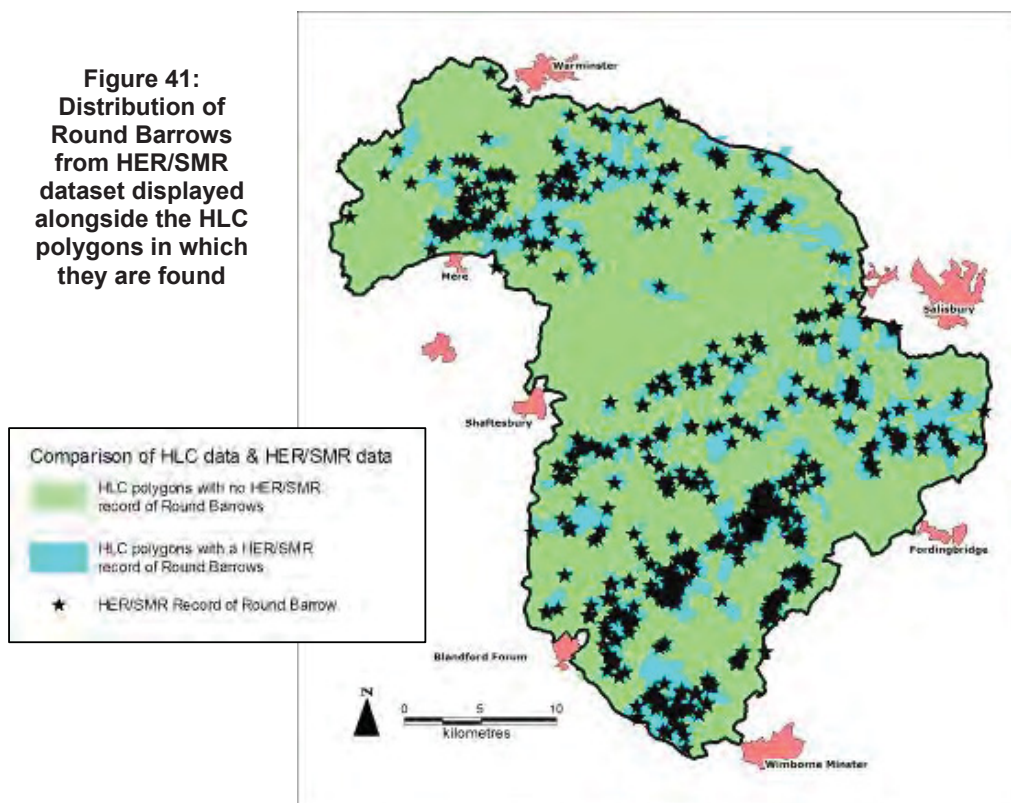 Figure 41:
Distribution of
Round Barrows
from HER/SMR
dataset displayed
alongside the HLC
polygons in which
they are found
Warminster
Mere
Salisbury
Shaftesbury
Comparison of HLC data & HER/SMR data
HLC polygons with no HER/SMR
record of Round Barrows
HLC polygons with a HER/SMR
record of Round Barrows
HER/SMR Record of Round Barrow
Fordingbridge
Blandford Forum
N
0 5 10
kilometres
Wimborne Minster